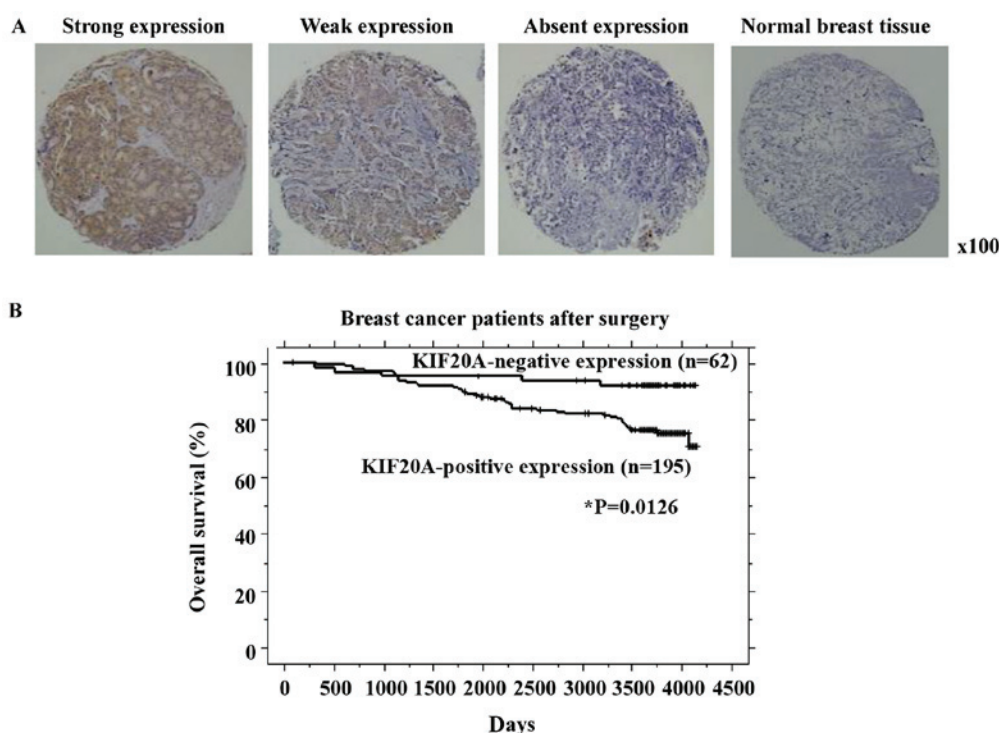 A
Strong expression
Weak expression
Absent expression
Normal breast tissue
x100
B
Breast cancer patients after surgery
KIF20A-negative expression (n=62)
KIF20A-positive expression (n=195)
*P=0.0126
Overall survival (%)
100
80
60
40
20
0
0 500 1000 1500 2000 2500 3000 3500 4000 4500
Days